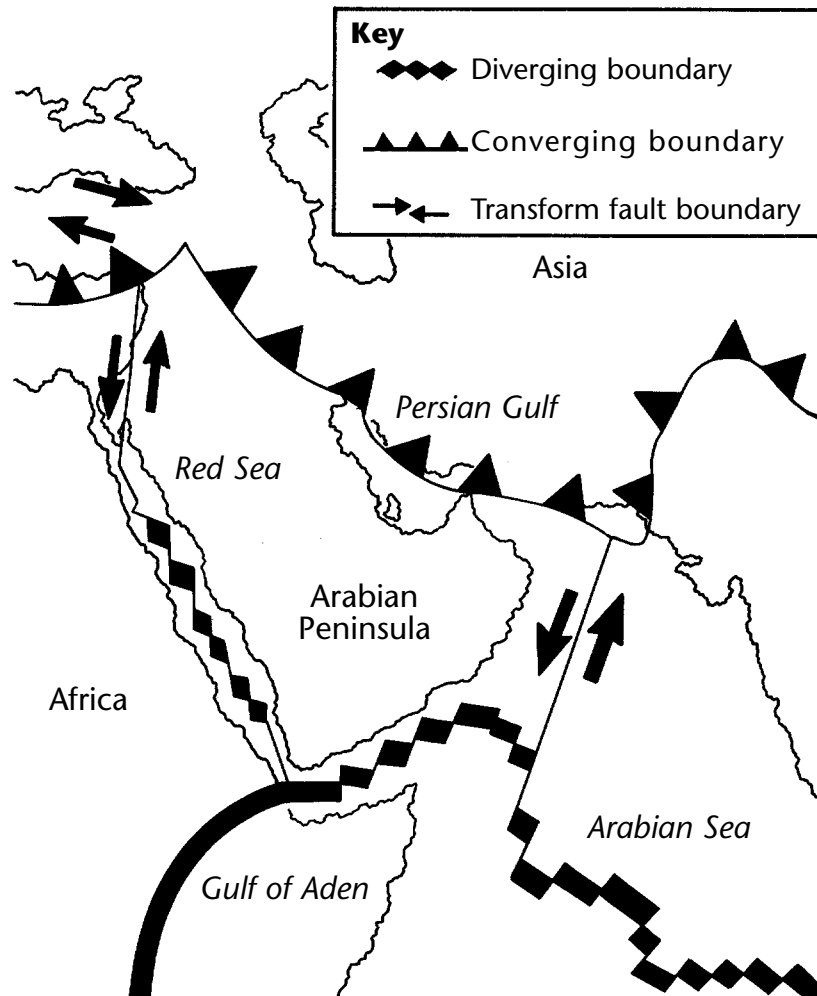 Key
Diverging boundary
Converging boundary
Transform fault boundary
Asia
Persian Gulf
Red Sea
Arabian
Peninsula
Africa
Arabian Sea
Gulf of Aden